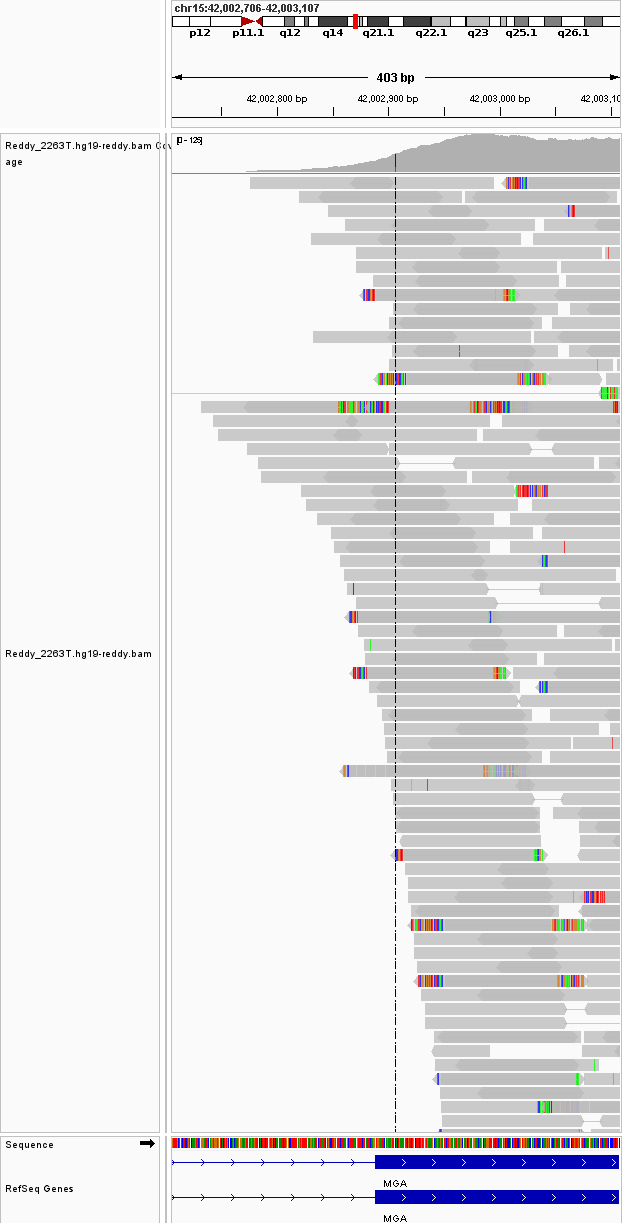 chr15:42,002,706-42,003,107
p12 p11.1 q12 q14 q21.1 q22.1 q23 q25.1 q26.1
403 bp
42,002,800 bp 42,002,900 bp 42,003,000 bp 42,003,10
Reddy_2263T.hg19-reddy.bam Cov
age
[0 - 125]
Reddy_2263T.hg19-reddy.bam
Sequence
RefSeq Genes
MGA
MGA